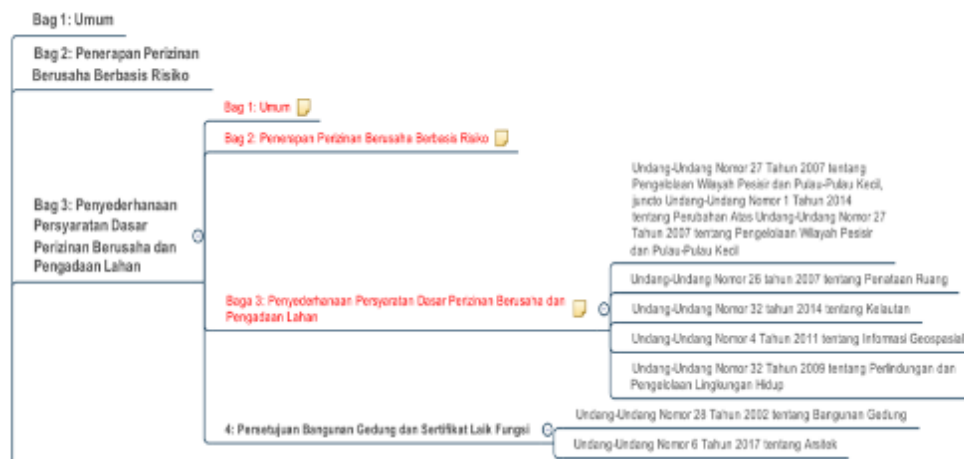 Bag 1: Umum
Bag 2: Penerapan Perizinan
Berusaha Berbasis Risiko
Bag 3: Penyederhanaan
Persyaratan Dasar
Perizinan Berusaha dan
Pengadaan Lahan
Bag 1: Umum
Bag 2: Penerapan Perizinan Berusaha Berbasis Risiko
Baga 3: Penyederhanaan Persyaratan Dasar Perizinan Berusaha dan
Pengadaan Lahan
Undang-Undang Nomor 27 Tahun 2007 tentang
Pengelolaan Wilayah Pesisir dan Pulau-Pulau Kecil,
juncto Undang-Undang Nomor 1 Tahun 2014
tentang Perubahan Atas Undang-Undang Nomor 27
Tahun 2007 tentang Pengelolaan Wilayah Pesisir
dan Pulau-Pulau Kecil
Undang-Undang Nomor 26 tahun 2007 tentang Penataan Ruang
Undang-Undang Nomor 32 tahun 2014 tentang Kelautan
Undang-Undang Nomor 4 Tahun 2011 tentang Informasi Geospasial
Undang-Undang Nomor 32 Tahun 2009 tentang Perlindungan dan
Pengelolaan Lingkungan Hidup
4: Persetujuan Bangunan Gedung dan Sertifikat Laik Fungsi
Undang-Undang Nomor 28 Tahun 2002 tentang Bangunan Gedung
Undang-Undang Nomor 6 Tahun 2017 tentang Arsitek